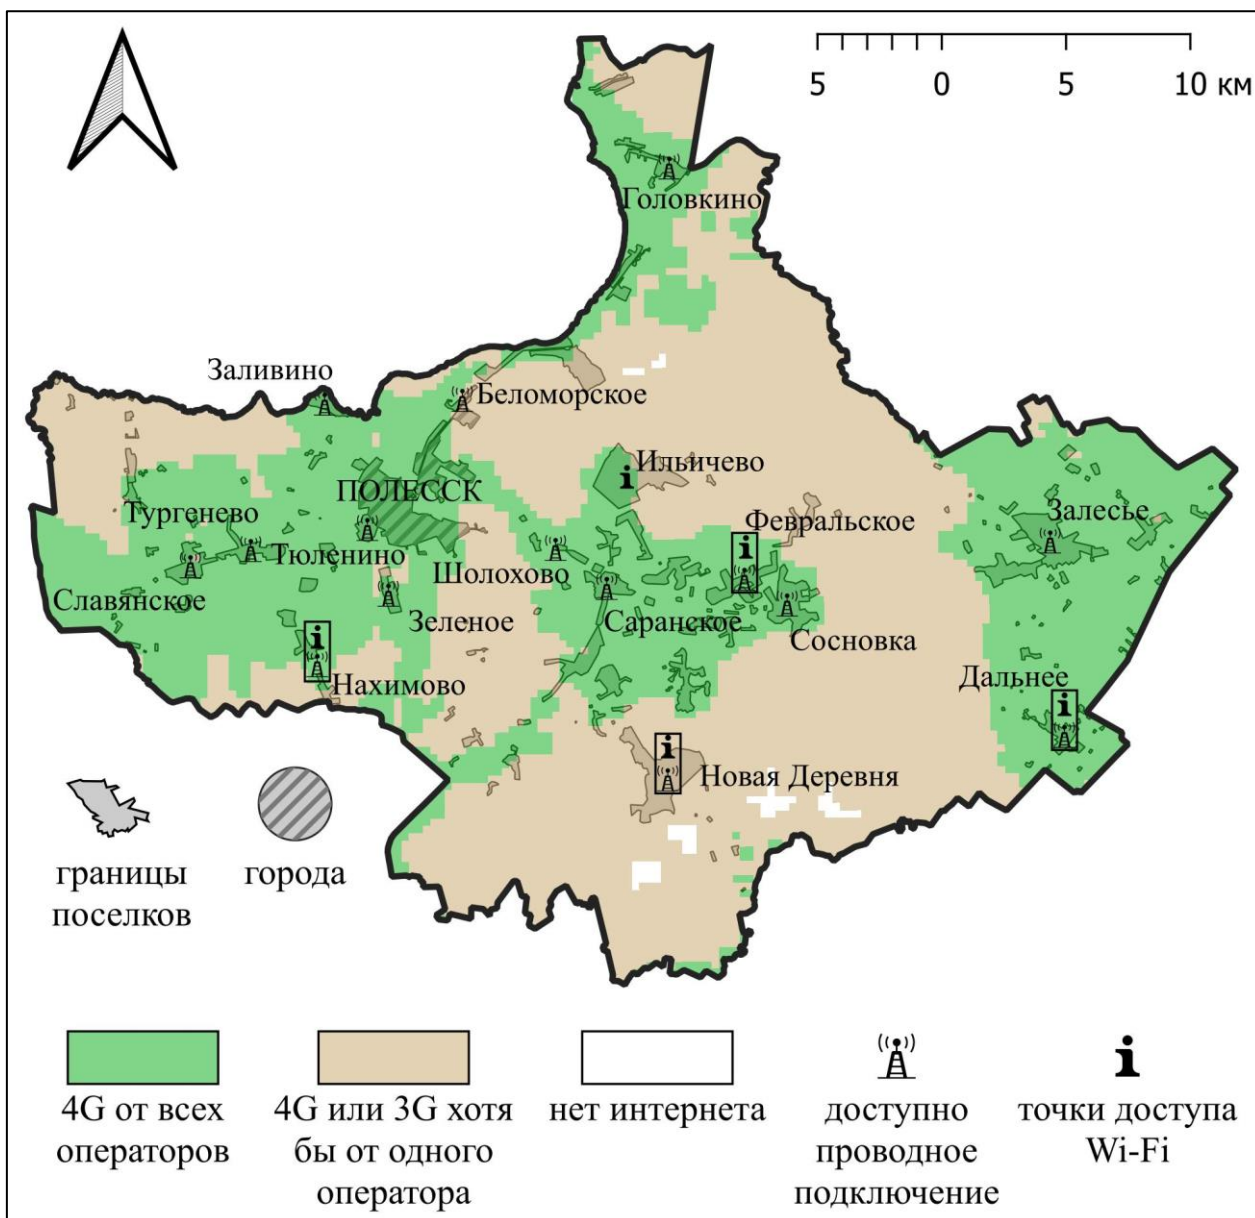 5 0 5 10 км
Головкино
Заливино
Беломорское
Ильичево
ПОЛЕССК
Тургенево
Февральское
Залесье
Тюленино
Шолохово
Славянское
Зеленое
Саранское
Сосновка
Нахимово
Дальнее
Новая Деревня
границы
поселков
города
4G от всех
операторов
4G или 3G хотя
бы от одного
оператора
нет интернета
доступно
проводное
подключение
точки доступа
Wi-Fi